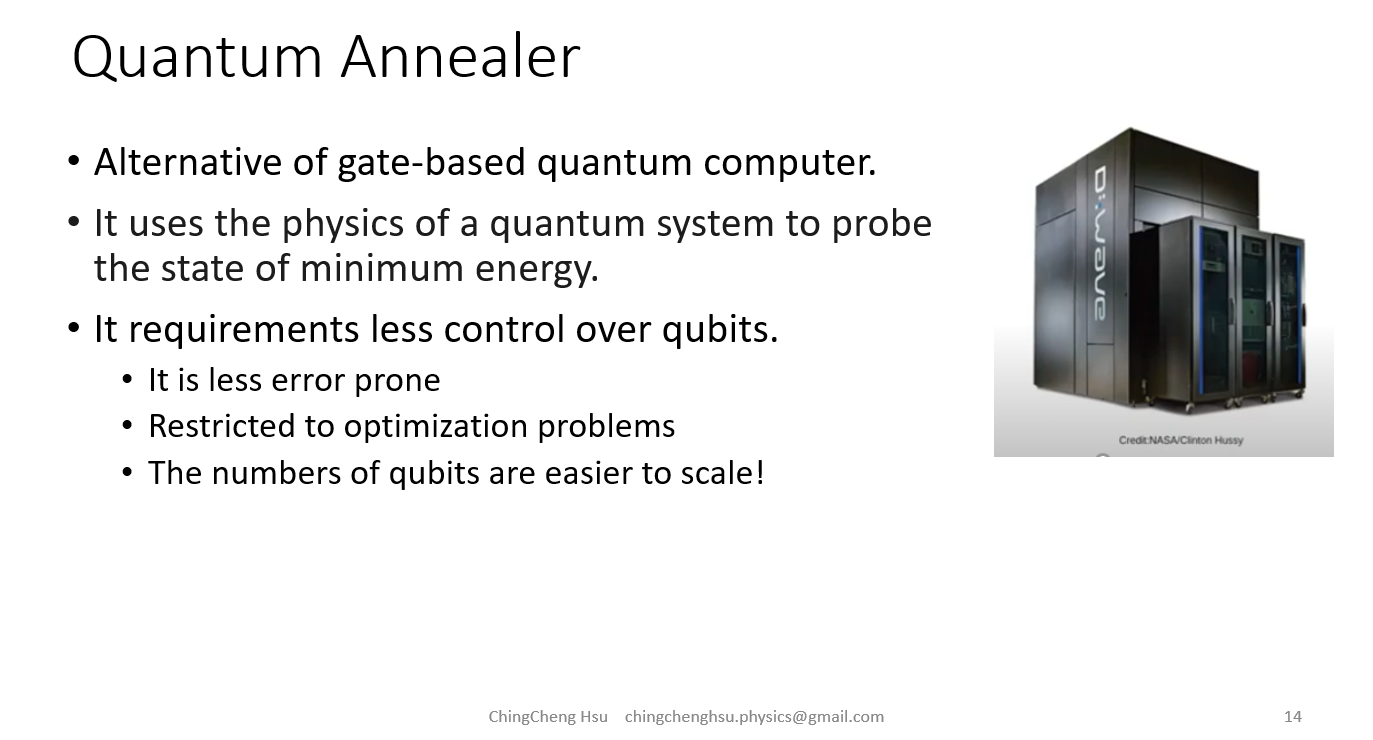 Quantum Annealer
• Alternative of gate-based quantum computer.
• It uses the physics of a quantum system to probe
the state of minimum energy.
• It requirements less control over qubits.
• It is less error prone
• Restricted to optimization problems
• The numbers of qubits are easier to scale!
D:wave
Credit:NASA/Clinton Hussy
ChingCheng Hsu chingchenghsu.physics@gmail.com
14